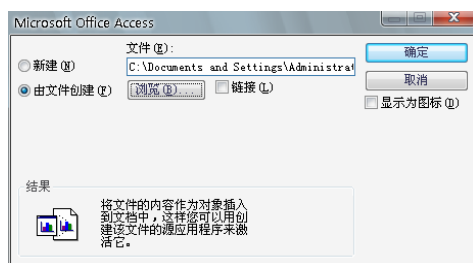 Microsoft Office Access
文件(E):
确定
新建(N)
C:\Documents and Settings\Administrat
取消
由文件创建(F)
浏览(B)...
链接(L)
显示为图标(D)
结果
将文件的内容作为对象插入
到文档中，这样您可以用创
建该文件的源应用程序来激
活它。